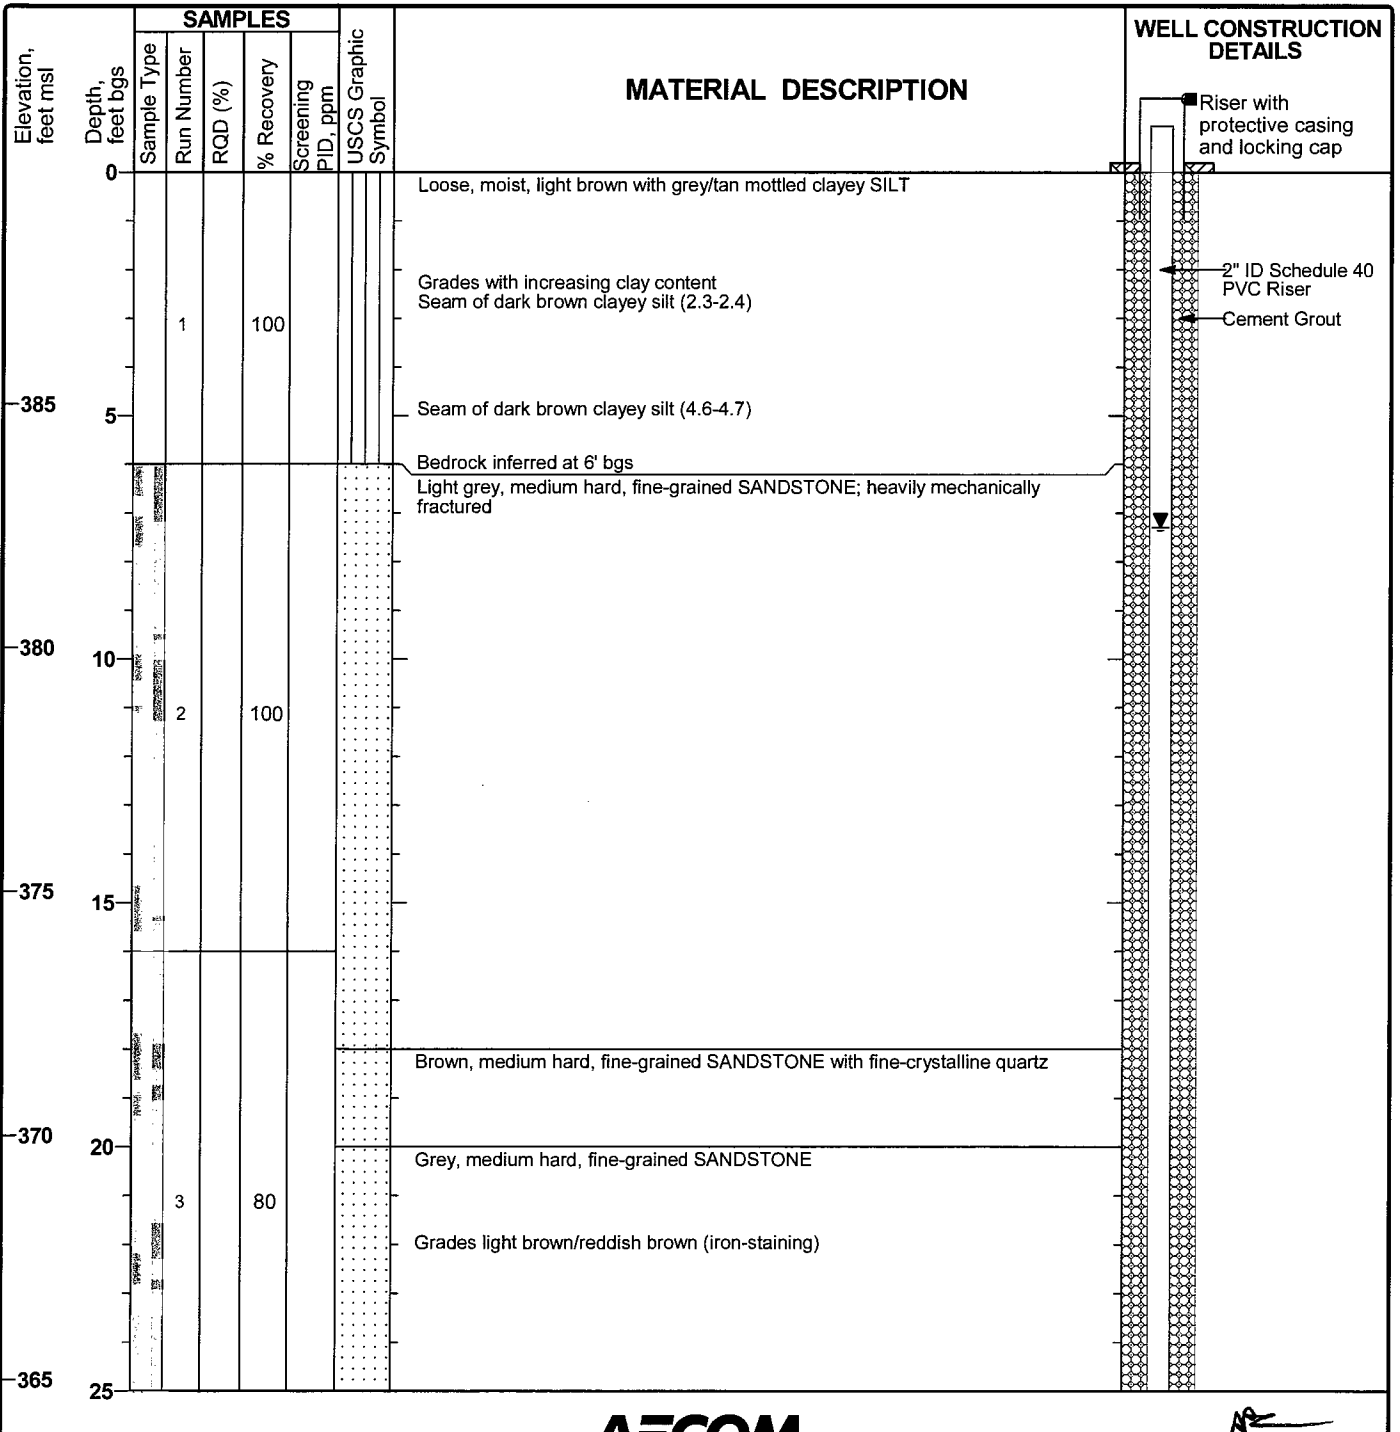 SAMPLES
Elevation,
feet msl
Depth,
feet bgs
Sample Type
Run Number
RQD (%)
% Recovery
Screening
PID, ppm
USCS Graphic
Symbol
MATERIAL DESCRIPTION
WELL CONSTRUCTION
DETAILS
Riser with
protective casing
and locking cap
0
Loose, moist, light brown with grey/tan mottled clayey SILT
2" ID Schedule 40
PVC Riser
Grades with increasing clay content
Seam of dark brown clayey silt (2.3-2.4)
Cement Grout
1
100
385
5
Seam of dark brown clayey silt (4.6-4.7)
Bedrock inferred at 6' bgs
Light grey, medium hard, fine-grained SANDSTONE; heavily mechanically
fractured
380
10
2
100
375
15
Brown, medium hard, fine-grained SANDSTONE with fine-crystalline quartz
370
20
Grey, medium hard, fine-grained SANDSTONE
3
80
Grades light brown/reddish brown (iron-staining)
365
25
AECOM